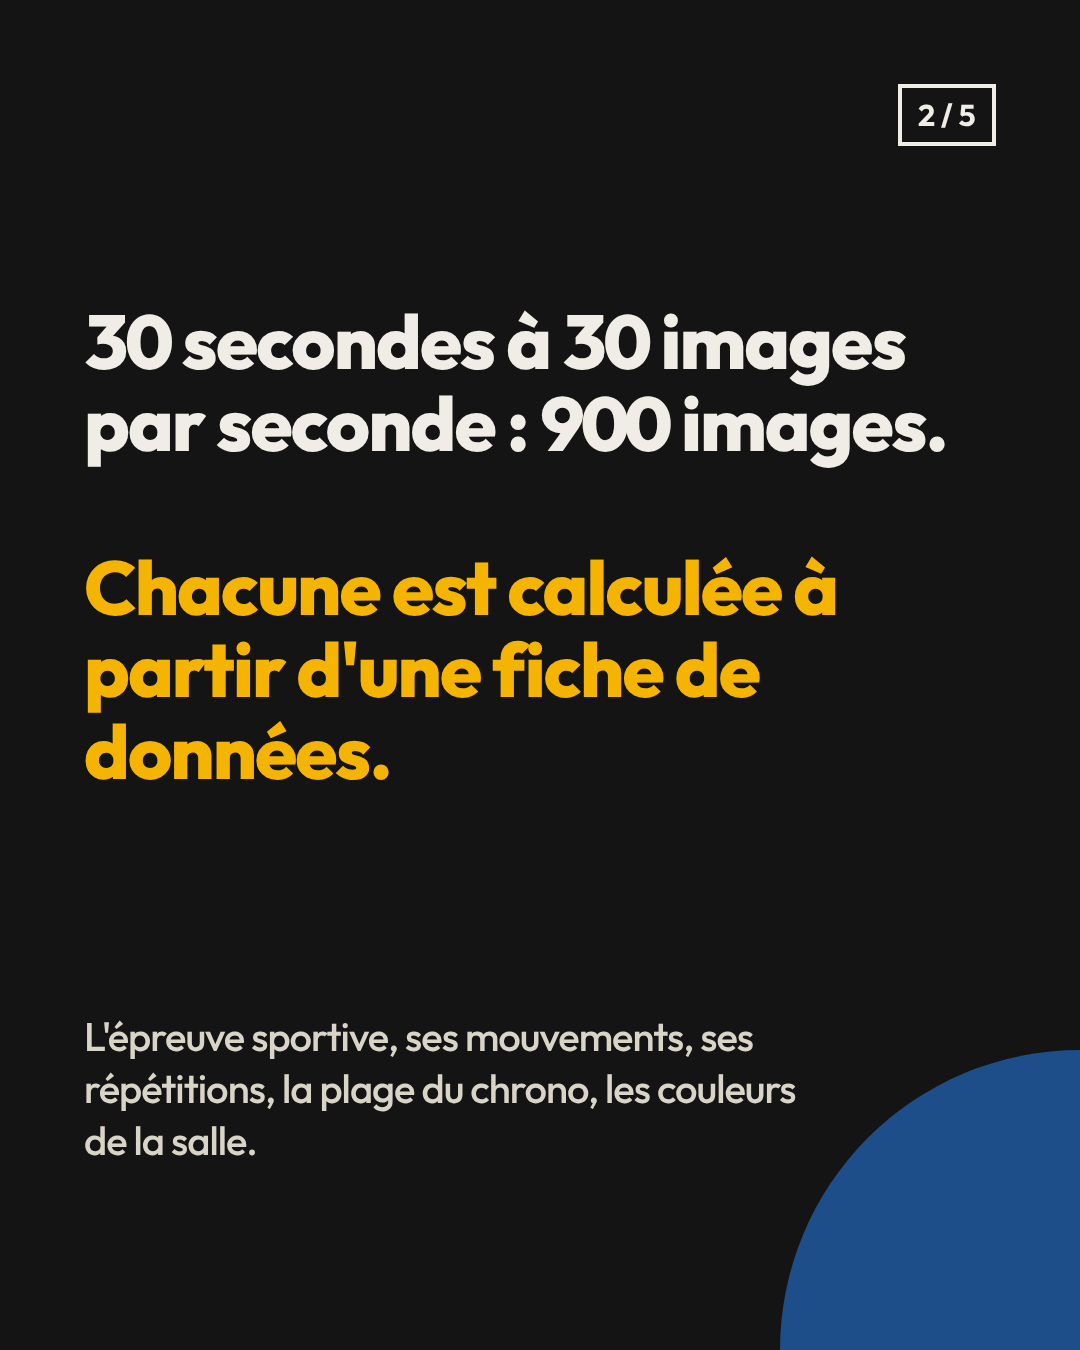 2 / 5
30 secondes à 30 images
par seconde : 900 images.
Chacune est calculée à
partir d'une fiche de
données.
L'épreuve sportive, ses mouvements, ses
répétitions, la plage du chrono, les couleurs
de la salle.